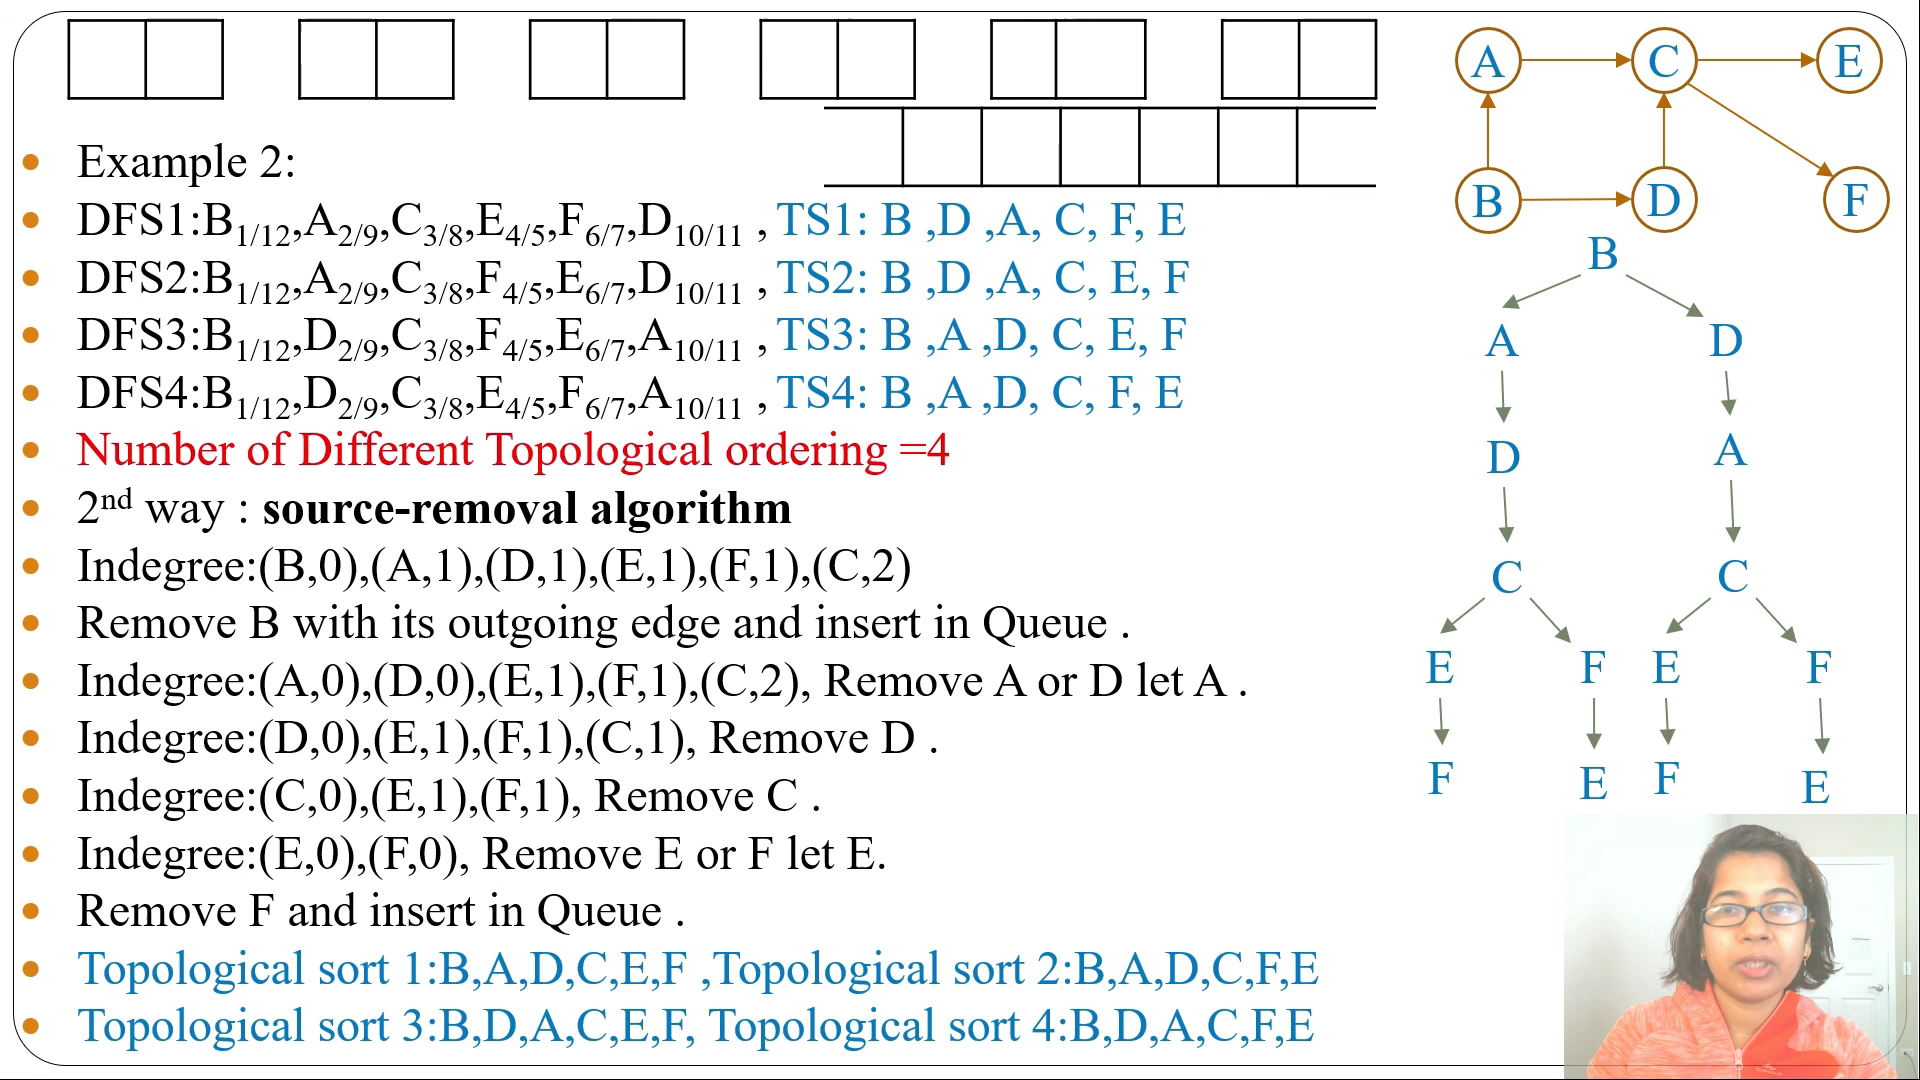 Example 2:
DFS1:B1/12,A2/9,C3/8,E4/5,F6/7,D10/11 , TS1: B ,D ,A, C, F, E
DFS2:B1/12,A2/9,C3/8,F4/5,E6/7,D10/11 , TS2: B ,D ,A, C, E, F
DFS3:B1/12,D2/9,C3/8,F4/5,E6/7,A10/11 , TS3: B ,A ,D, C, E, F
DFS4:B1/12,D2/9,C3/8,E4/5,F6/7,A10/11 , TS4: B ,A ,D, C, F, E
Number of Different Topological ordering =4
2nd way : source-removal algorithm
Indegree:(B,0),(A,1),(D,1),(E,1),(F,1),(C,2)
Remove B with its outgoing edge and insert in Queue .
Indegree:(A,0),(D,0),(E,1),(F,1),(C,2), Remove A or D let A .
Indegree:(D,0),(E,1),(F,1),(C,1), Remove D .
Indegree:(C,0),(E,1),(F,1), Remove C .
Indegree:(E,0),(F,0), Remove E or F let E.
Remove F and insert in Queue .
Topological sort 1:B,A,D,C,E,F ,Topological sort 2:B,A,D,C,F,E
Topological sort 3:B,D,A,C,E,F, Topological sort 4:B,D,A,C,F,E
A C E
B D F
B
A D
D A
C C
E F E F
F E F E